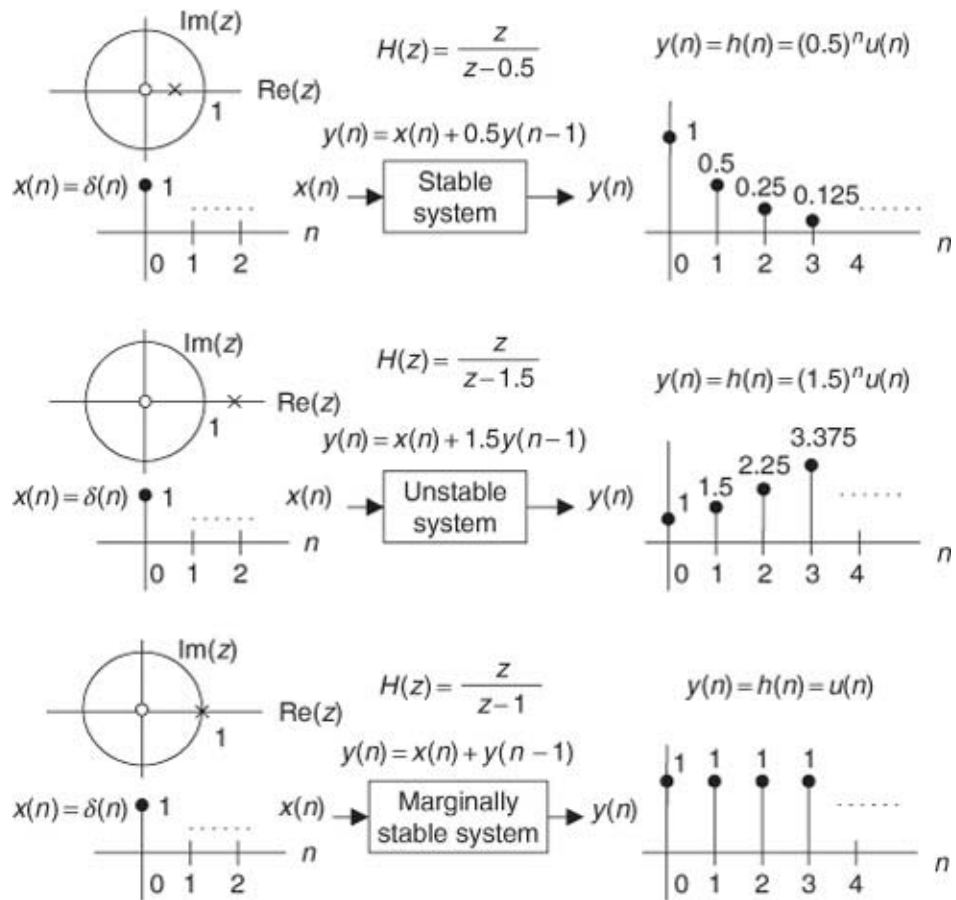 Im(z)
H(z) = z / (z−0.5)
y(n) = h(n) = (0.5)ⁿu(n)
Re(z)
1
y(n) = x(n) + 0.5y(n−1)
1
0.5
0.25
0.125
x(n) = δ(n)
1
x(n)
Stable
system
y(n)
n
0 1 2
n
0 1 2 3 4
Im(z)
H(z) = z / (z−1.5)
y(n) = h(n) = (1.5)ⁿu(n)
Re(z)
1
y(n) = x(n) + 1.5y(n−1)
1
1.5
2.25
3.375
x(n) = δ(n)
1
x(n)
Unstable
system
y(n)
n
0 1 2
n
0 1 2 3 4
Im(z)
H(z) = z / (z−1)
y(n) = h(n) = u(n)
Re(z)
1
y(n) = x(n) + y(n − 1)
1 1 1 1
x(n) = δ(n)
1
x(n)
Marginally
stable system
y(n)
n
0 1 2
n
0 1 2 3 4